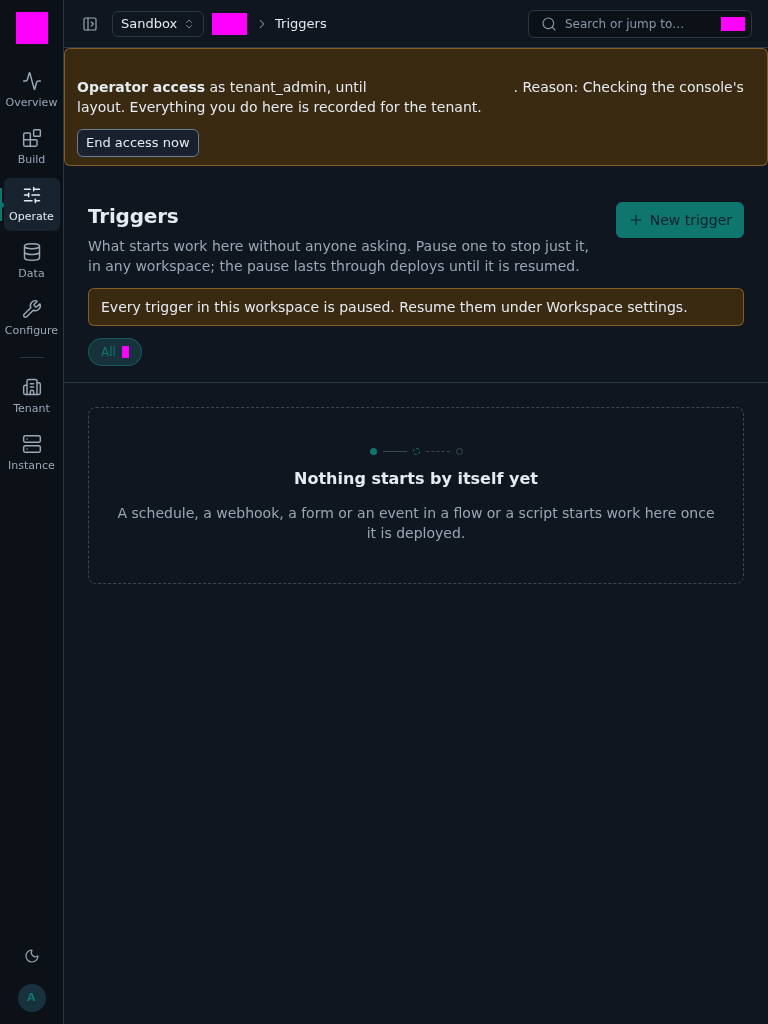 Sandbox
Triggers
Search or jump to…
Overview
Build
Operate
Data
Configure
Tenant
Instance
A
Operator access as tenant_admin, until . Reason: Checking the console's
layout. Everything you do here is recorded for the tenant.
End access now
Triggers
New trigger
What starts work here without anyone asking. Pause one to stop just it,
in any workspace; the pause lasts through deploys until it is resumed.
Every trigger in this workspace is paused. Resume them under Workspace settings.
All
Nothing starts by itself yet
A schedule, a webhook, a form or an event in a flow or a script starts work here once
it is deployed.